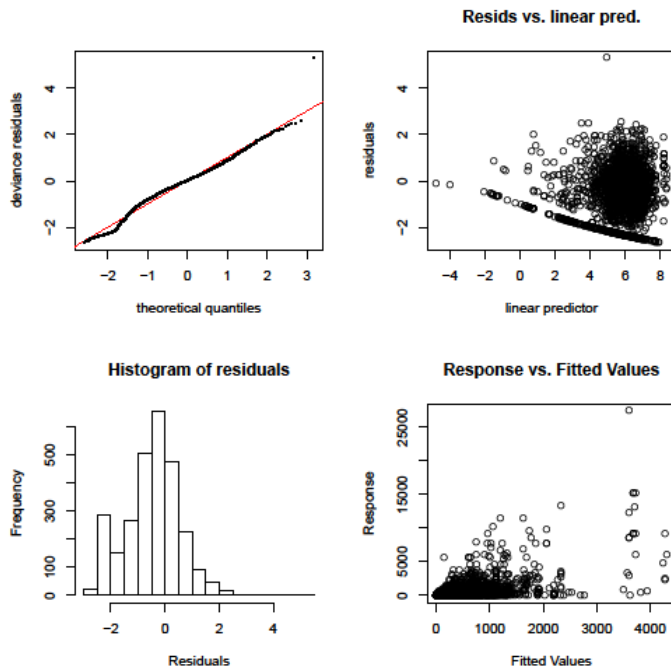 Resids vs. linear pred.
deviance residuals
−2 0 2 4
−2 −1 0 1 2 3
theoretical quantiles
residuals
−2 0 2 4
−4 −2 0 2 4 6 8
linear predictor
Histogram of residuals
Frequency
0 100 300 500
−2 0 2 4
Residuals
Response vs. Fitted Values
Response
0 5000 15000 25000
0 1000 2000 3000 4000
Fitted Values